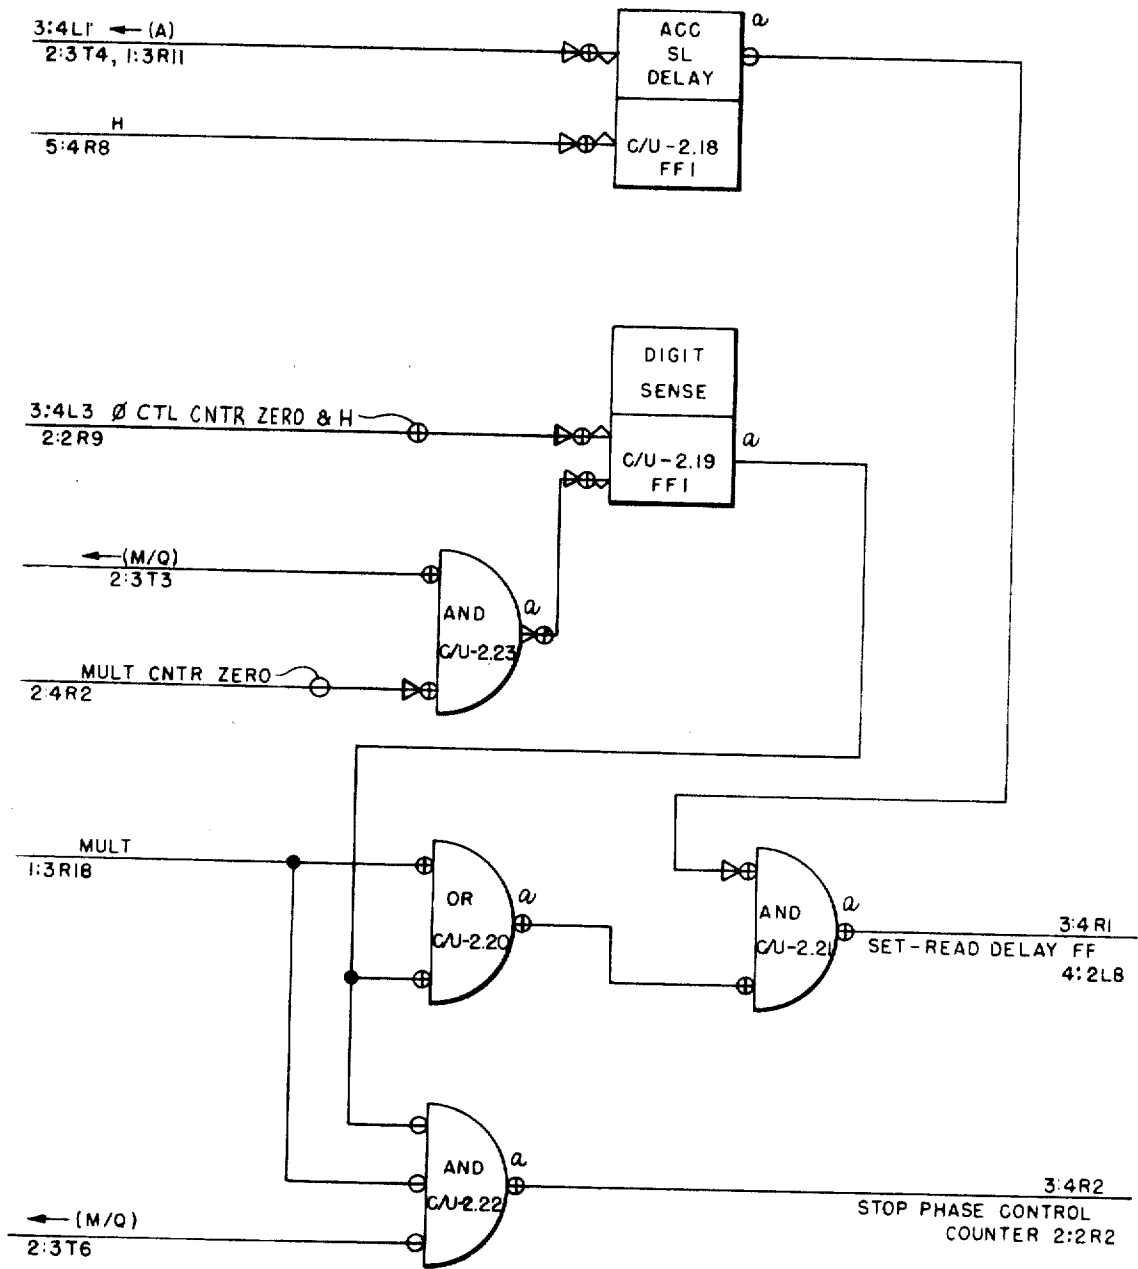 3:4L1 ← (A)
2:3T4, 1:3R11
ACC
SL
DELAY
a
H
5:4R8
C/U-2.18
FF1
DIGIT
SENSE
3:4L3 Ø CTL CNTR ZERO & H
2:2R9
a
C/U-2.19
FF1
← (M/Q)
2:3T3
AND
a
C/U-2.23
MULT CNTR ZERO
2:4R2
MULT
1:3R18
OR
a
C/U-2.20
AND
a
C/U-2.21
3:4R1
SET-READ DELAY FF
4:2L8
AND
a
C/U-2.22
3:4R2
STOP PHASE CONTROL
COUNTER 2:2R2
← (M/Q)
2:3T6